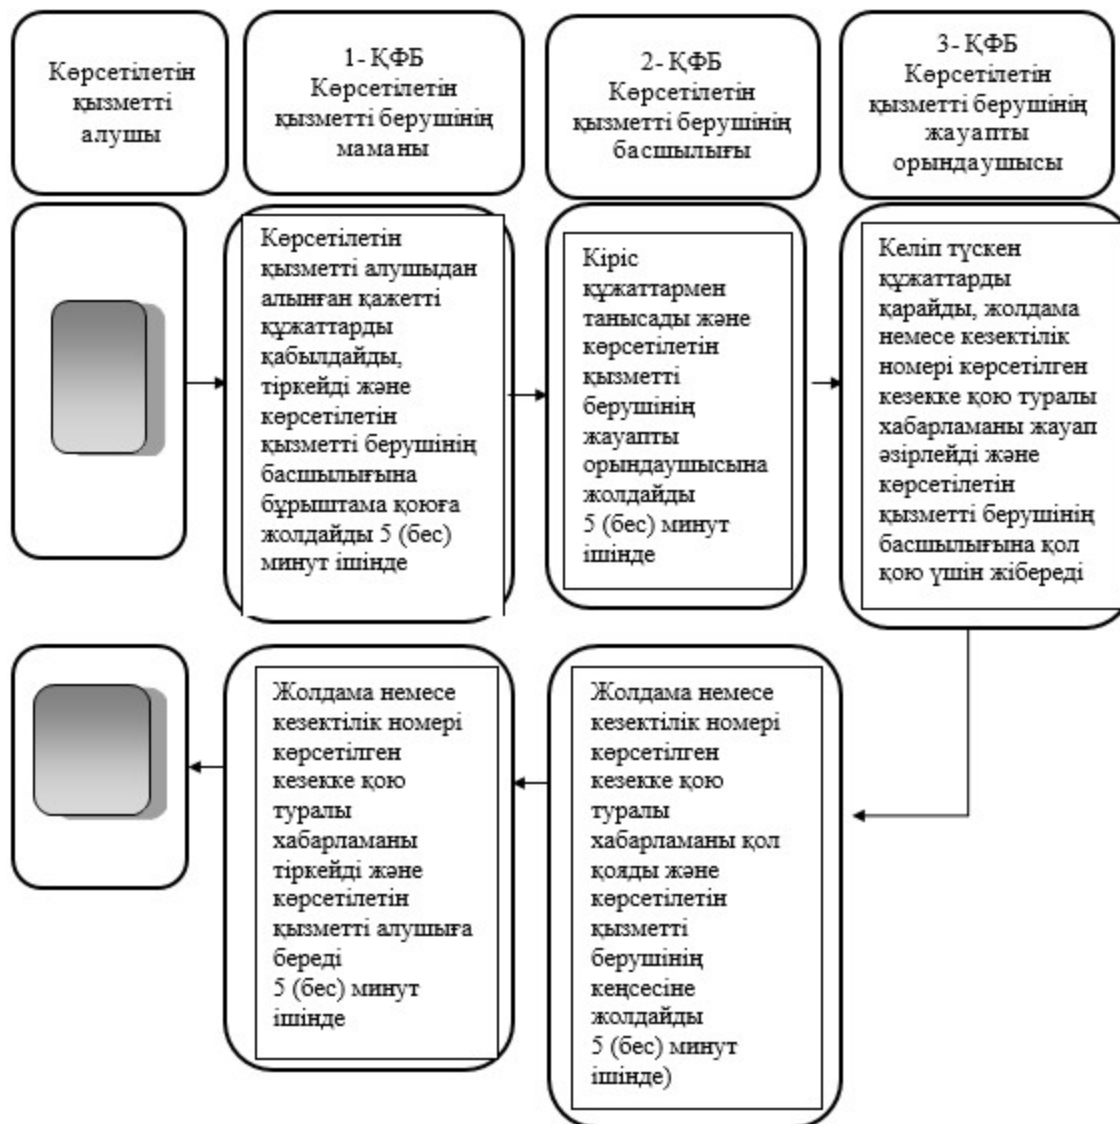 Көрсетілетін
қызметті
алушы
1- ҚФБ
Көрсетілетін
қызметті берушінің
маманы
2- ҚФБ
Көрсетілетін
қызметті берушінің
басшылығы
3- ҚФБ
Көрсетілетін
қызметті берушінің
жауапты
орындаушысы
Көрсетілетін
қызметті алушыдан
алынған қажетті
құжаттарды
қабылдайды,
тіркейді және
көрсетілетін
қызметті берушінің
басшылығына
бұрыштама қоюға
жолдайды 5 (бес)
минут ішінде
Кіріс
құжаттармен
танысады және
көрсетілетін
қызметті
берушінің
жауапты
орындаушысына
жолдайды
5 (бес) минут
ішінде
Келіп түскен
құжаттарды
қарайды, жолдама
немесе кезектілік
номері көрсетілген
кезекке қою туралы
хабарламаны жауап
әзірлейді және
көрсетілетін
қызметті берушінің
басшылығына қол
қою үшін жібереді
Жолдама немесе
кезектілік номері
көрсетілген
кезекке қою
туралы
хабарламаны
тіркейді және
көрсетілетін
қызметті алушыға
береді
5 (бес) минут
ішінде
Жолдама немесе
кезектілік номері
көрсетілген
кезекке қою
туралы
хабарламаны қол
қояды және
көрсетілетін
қызметті
берушінің
кеңсесіне
жолдайды
5 (бес) минут
ішінде)